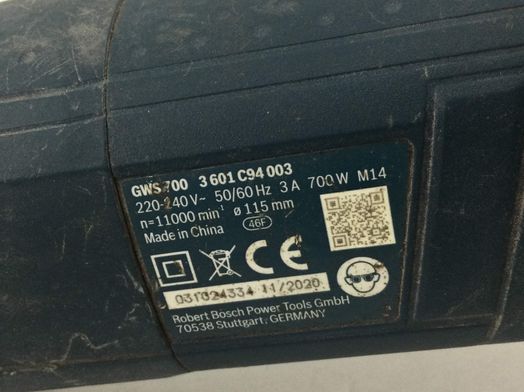 GWS 700 3 601 C94 003
220-240 V~ 50/60 Hz 3 A 700 W M14
n=11000 min⁻¹ ø 115 mm
Made in China 46F
CE
031024334 11/2020
Robert Bosch Power Tools GmbH
70538 Stuttgart, GERMANY